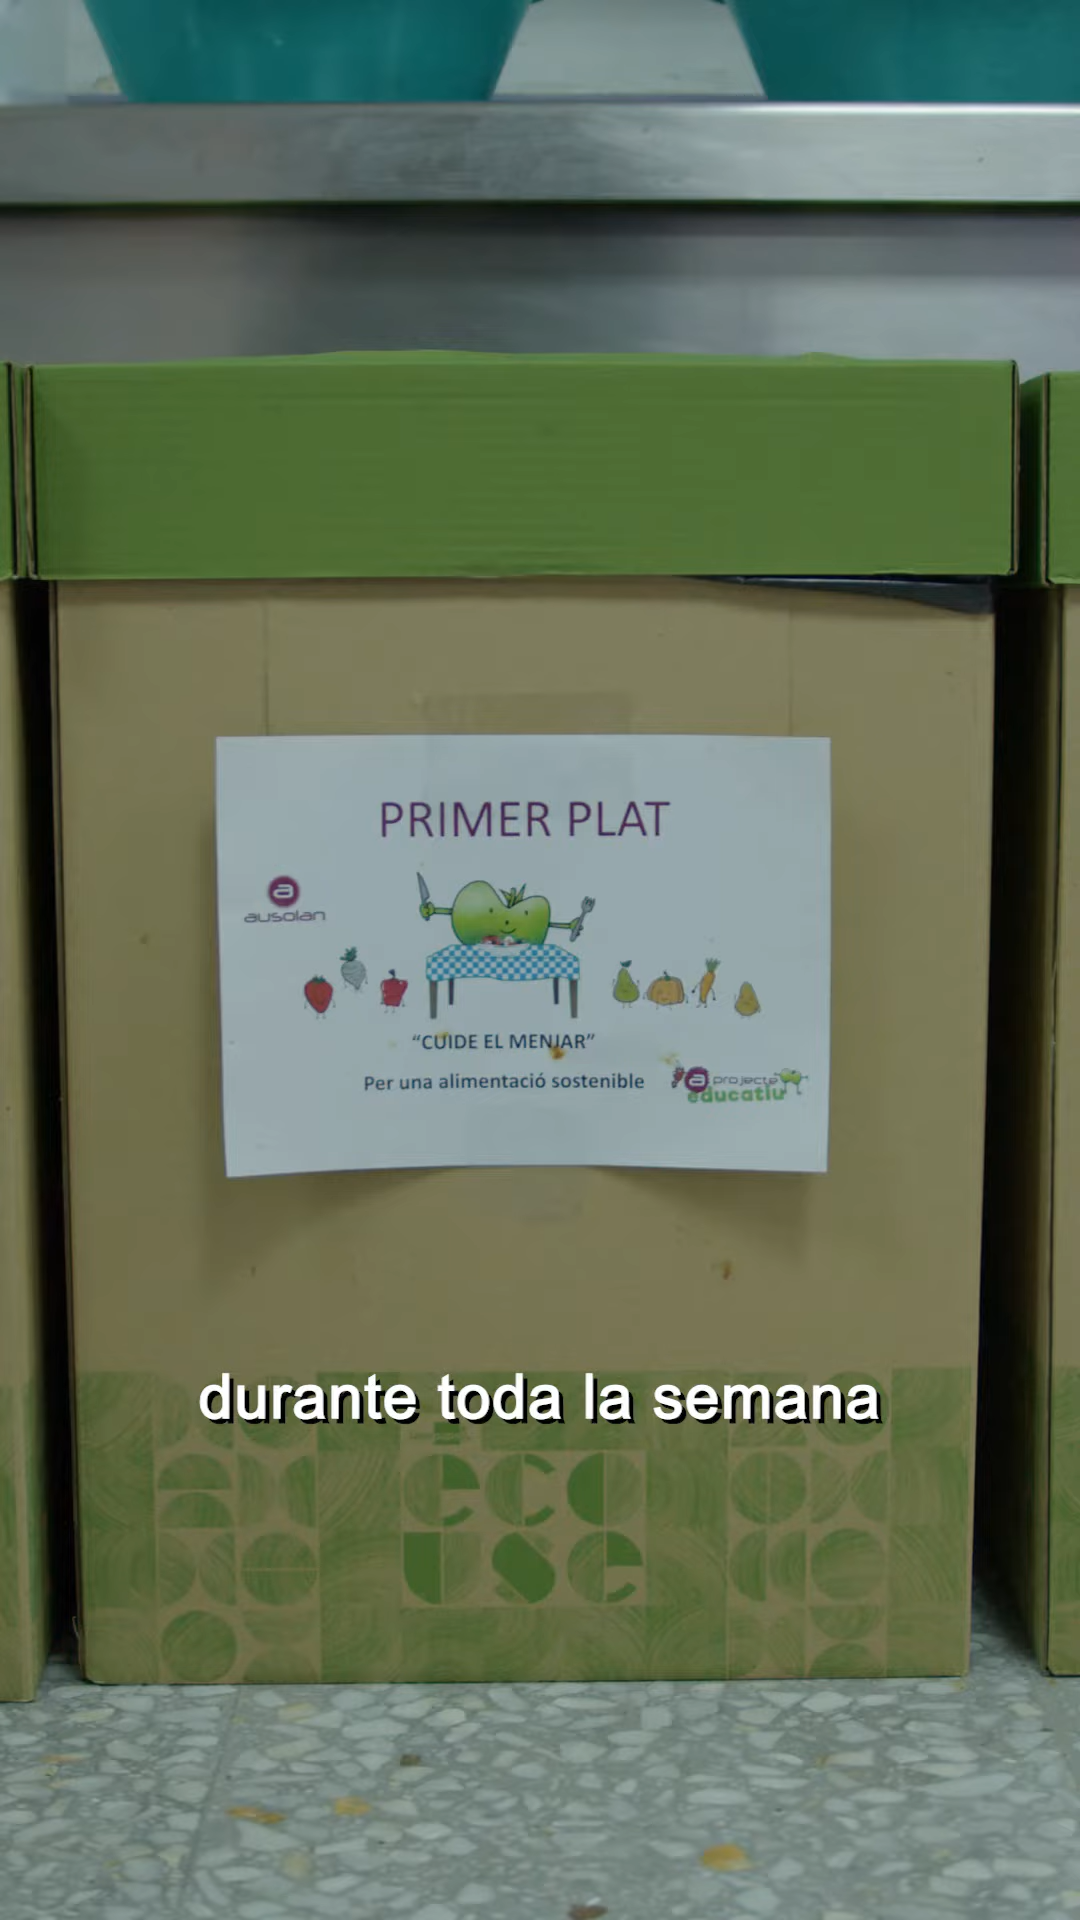 PRIMER PLAT
a
ausolan
"CUIDE EL MENJAR"
Per una alimentació sostenible
a projecte
educatiu
durante toda la semana
eco
use